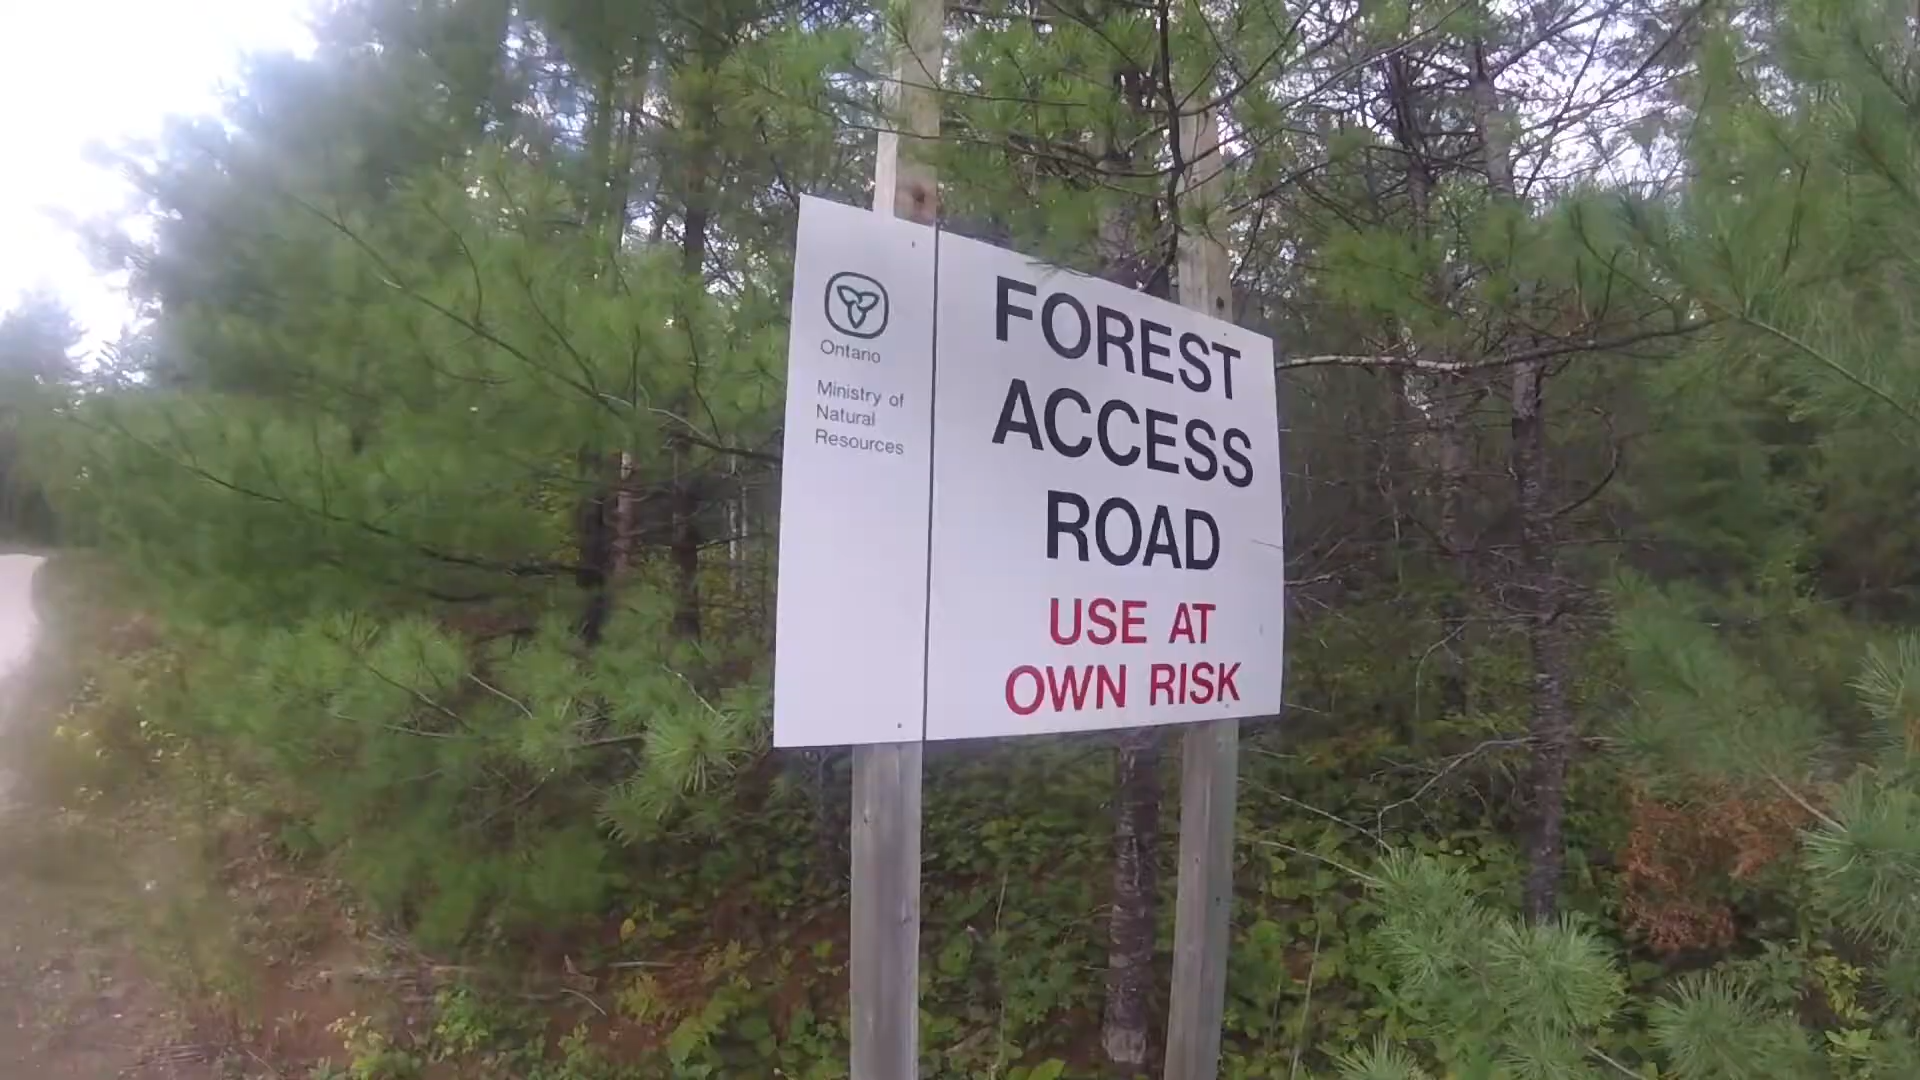 Ontario
Ministry of
Natural
Resources
FOREST
ACCESS
ROAD
USE AT
OWN RISK